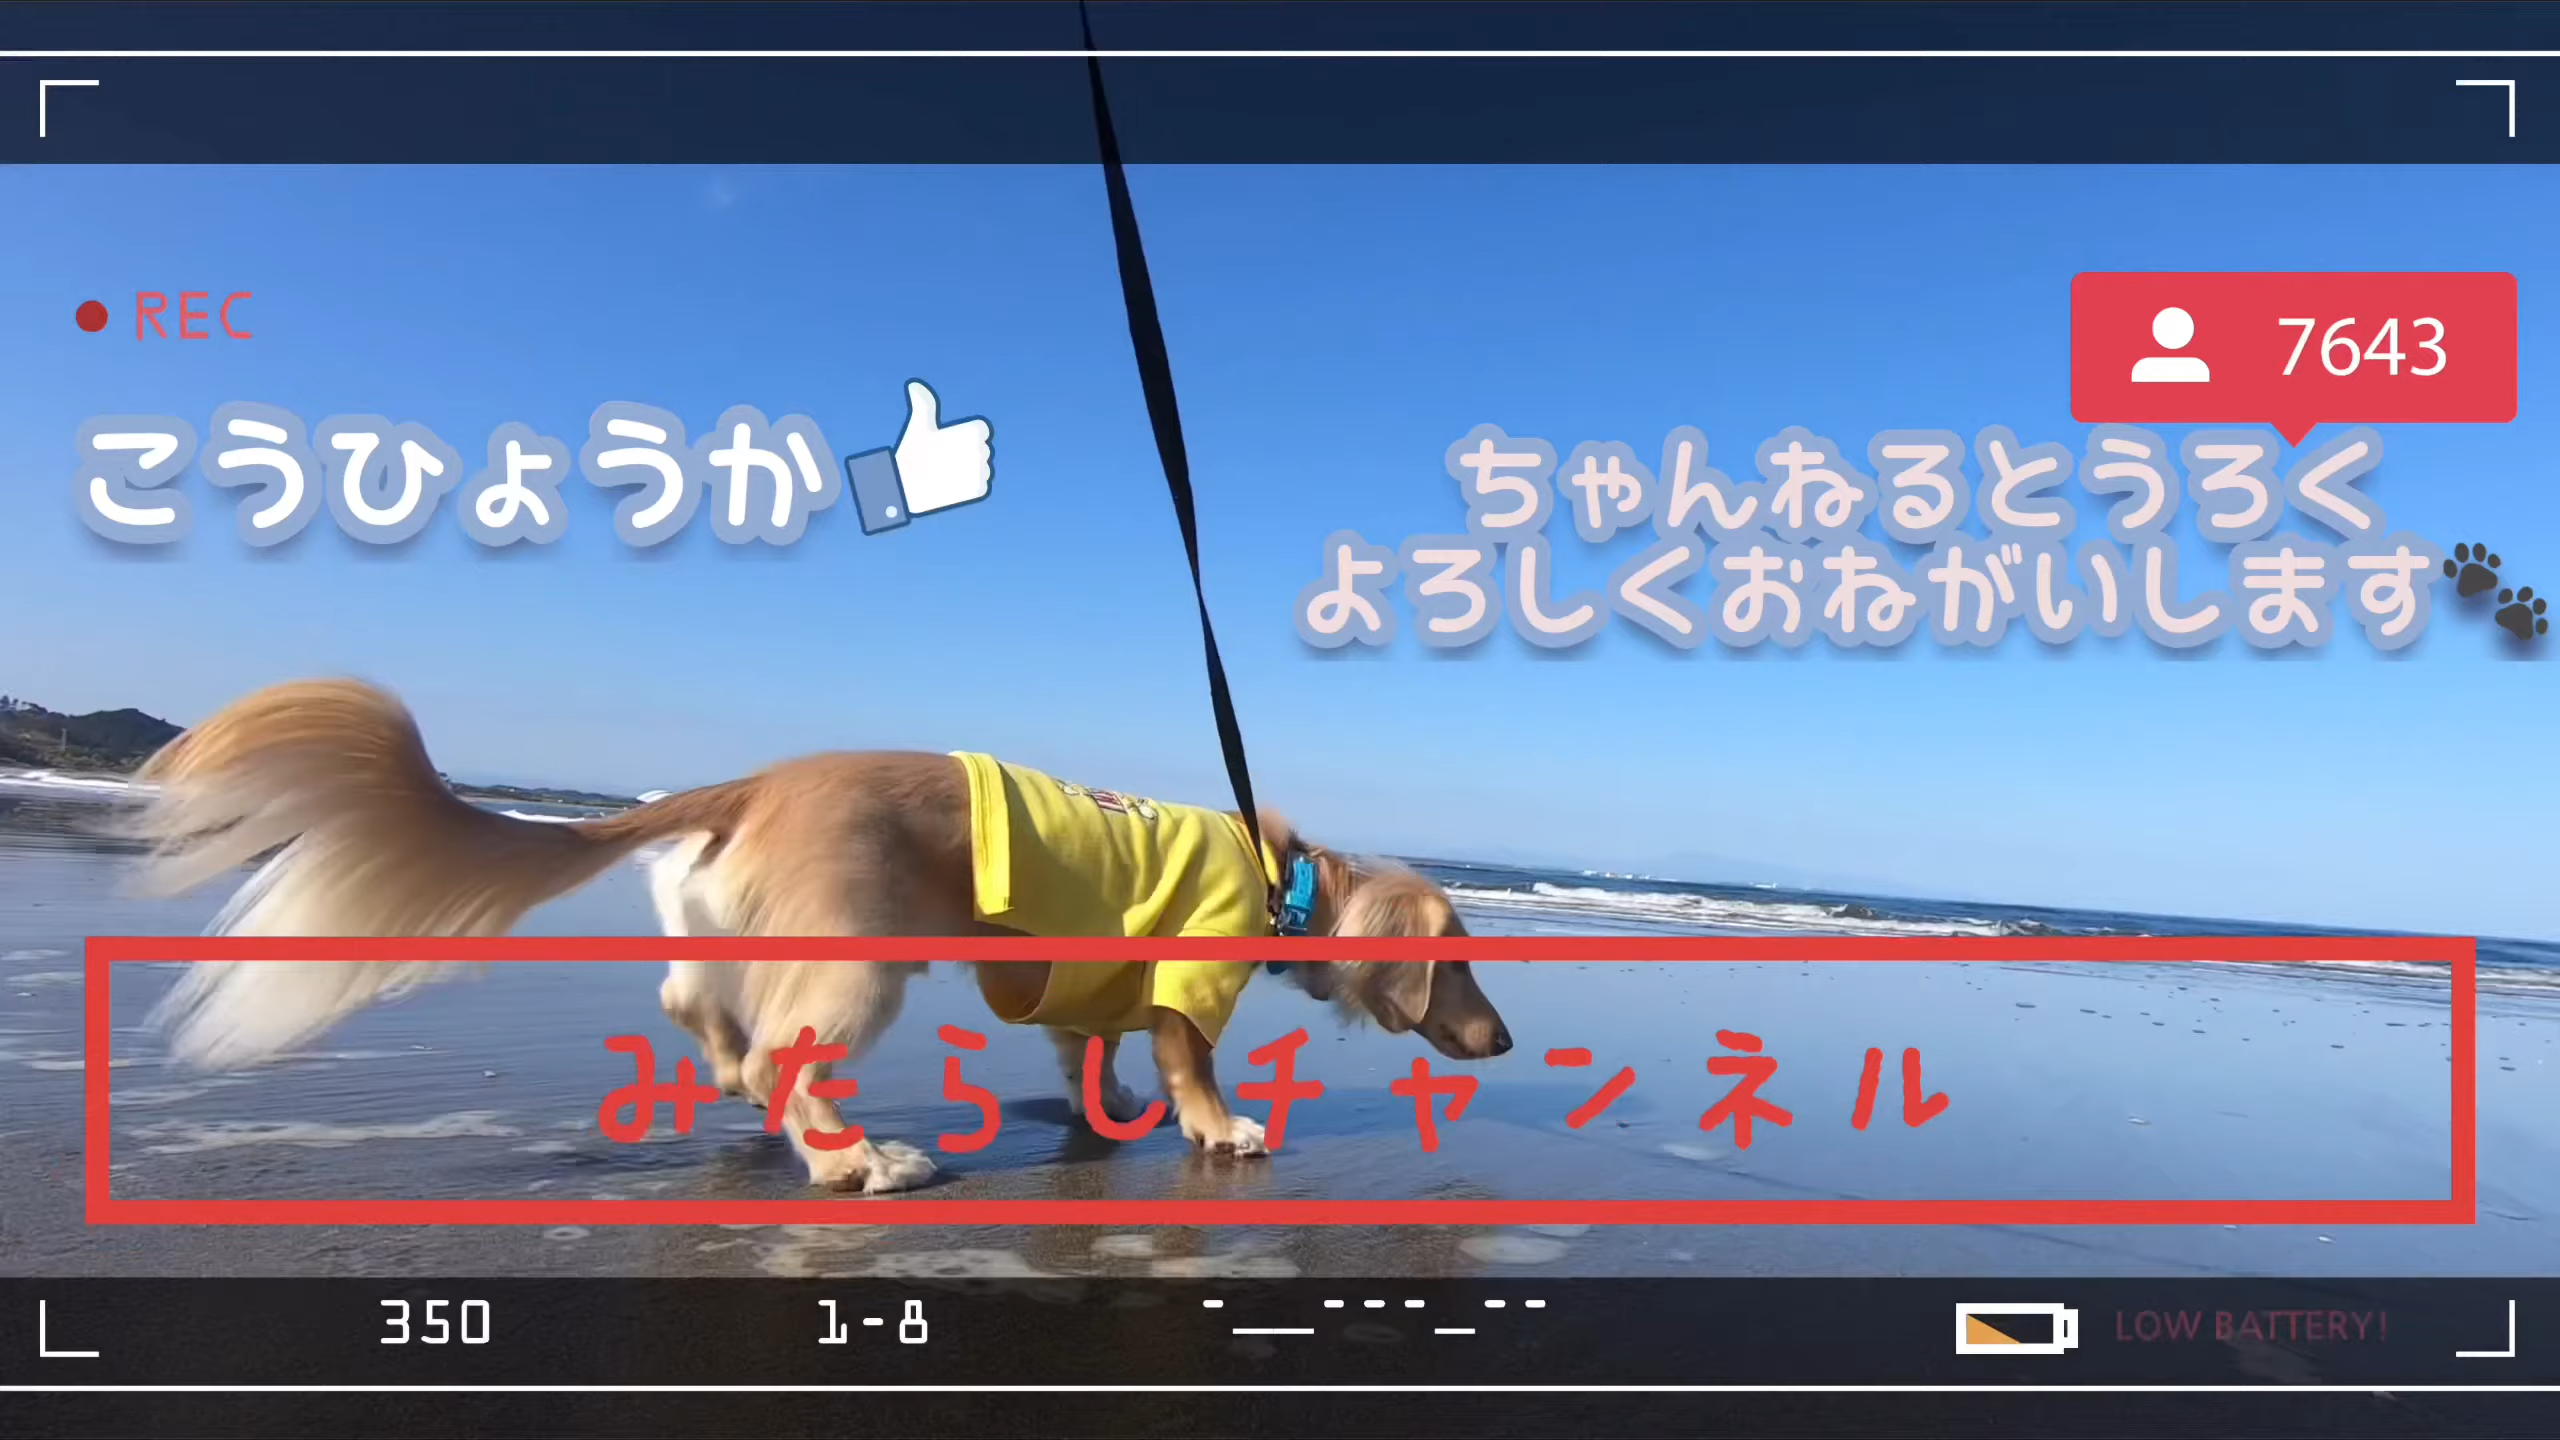 REC
7643
こうひょうか
ちゃんねるとうろく
よろしくおねがいします
みたらしチャンネル
350
1-8
LOW BATTERY!